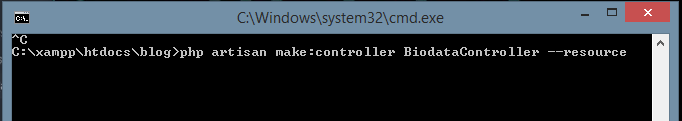 C:\Windows\system32\cmd.exe
^C
C:\xampp\htdocs\blog>php artisan make:controller BiodataController --resource